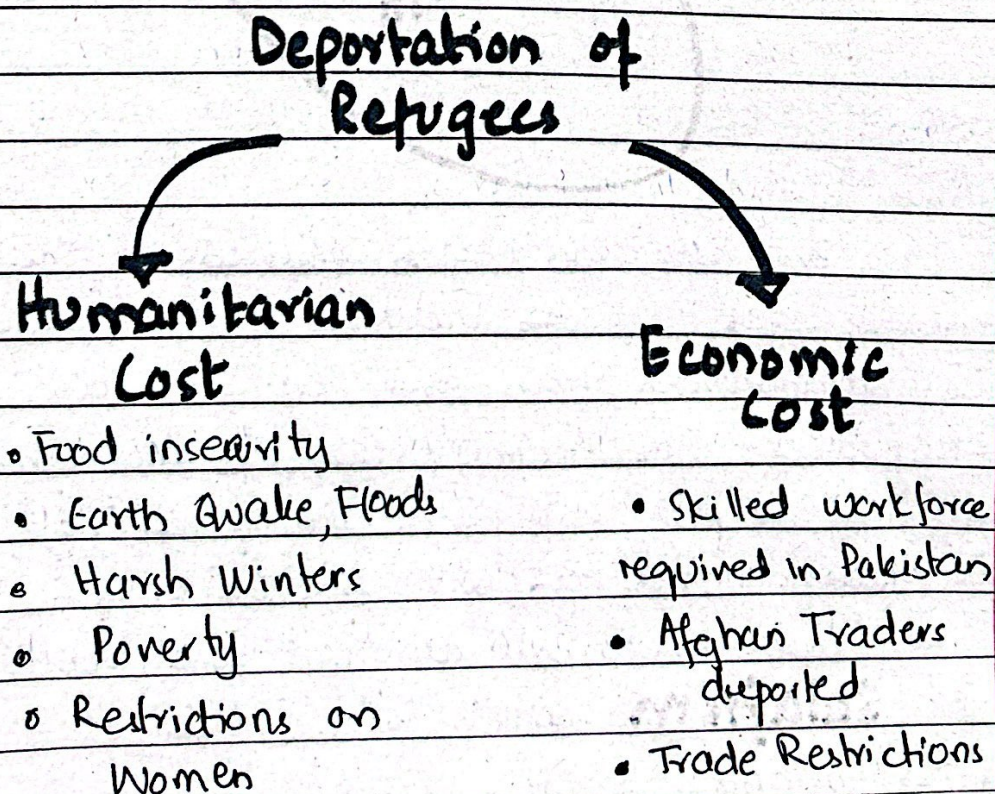 Deportation of
Refugees
Humanitarian
Cost
• Food insecurity
• Earth Quake, Floods
• Harsh Winters
• Poverty
• Restrictions on
Women
Economic
Cost
• Skilled workforce
required in Pakistan
• Afghan Traders
deported
• Trade Restrictions